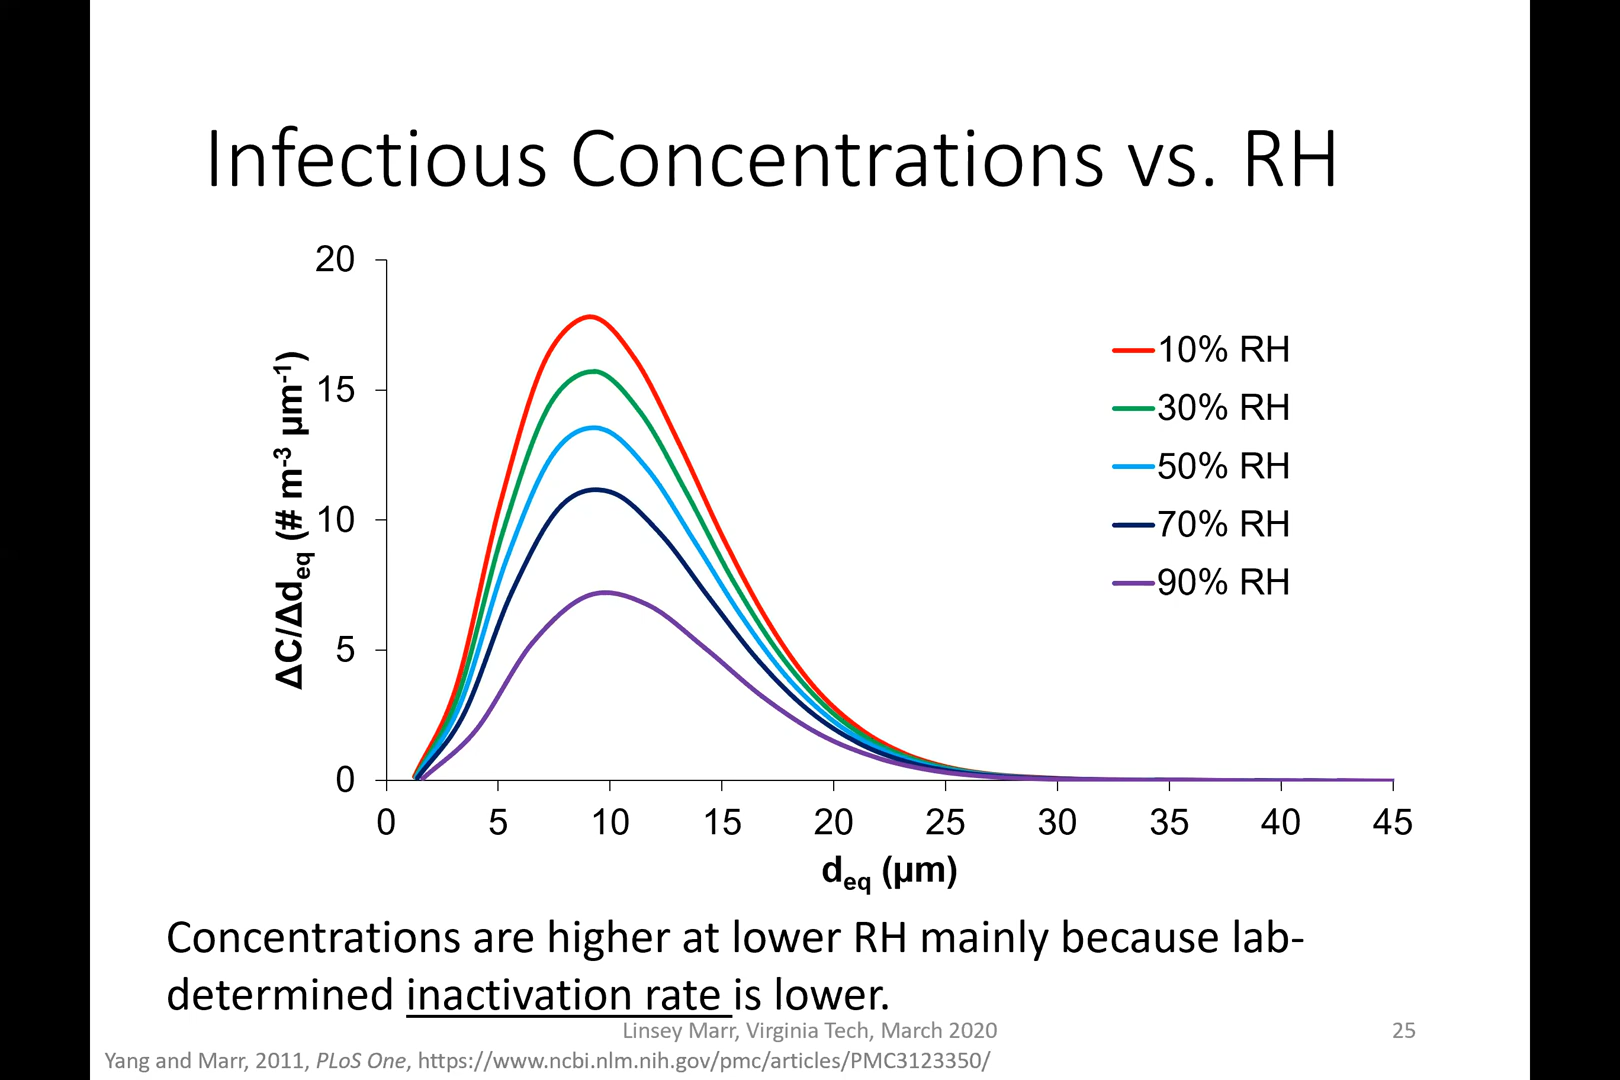 Infectious Concentrations vs. RH
20
15
10
5
0
ΔC/Δd_eq (# m⁻³ µm⁻¹)
10% RH
30% RH
50% RH
70% RH
90% RH
0 5 10 15 20 25 30 35 40 45
d_eq (µm)
Concentrations are higher at lower RH mainly because lab-
determined inactivation rate is lower.
Linsey Marr, Virginia Tech, March 2020
25
Yang and Marr, 2011, PLoS One, https://www.ncbi.nlm.nih.gov/pmc/articles/PMC3123350/